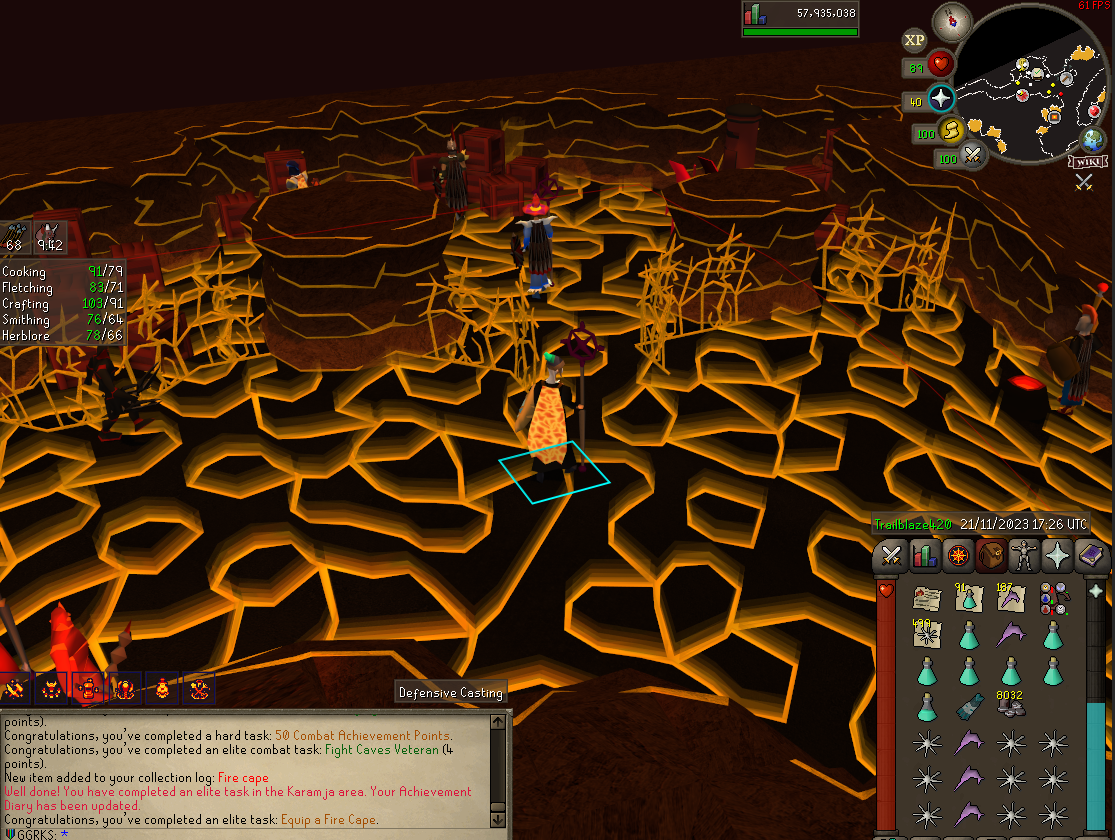 61 FPS
57,935,038
XP
89
40
100
100
WIKI
68
9:42
Cooking 91/79
Fletching 83/71
Crafting 103/91
Smithing 76/64
Herblore 78/66
Trailblaze420 21/11/2023 17:26 UTC
91
187
8032
Defensive Casting
points).
Congratulations, you've completed a hard task: 50 Combat Achievement Points.
Congratulations, you've completed an elite combat task: Fight Caves Veteran (4
points).
New item added to your collection log: Fire cape
Well done! You have completed an elite task in the Karamja area. Your Achievement
Diary has been updated.
Congratulations, you've completed an elite task: Equip a Fire Cape.
GGRKS: *